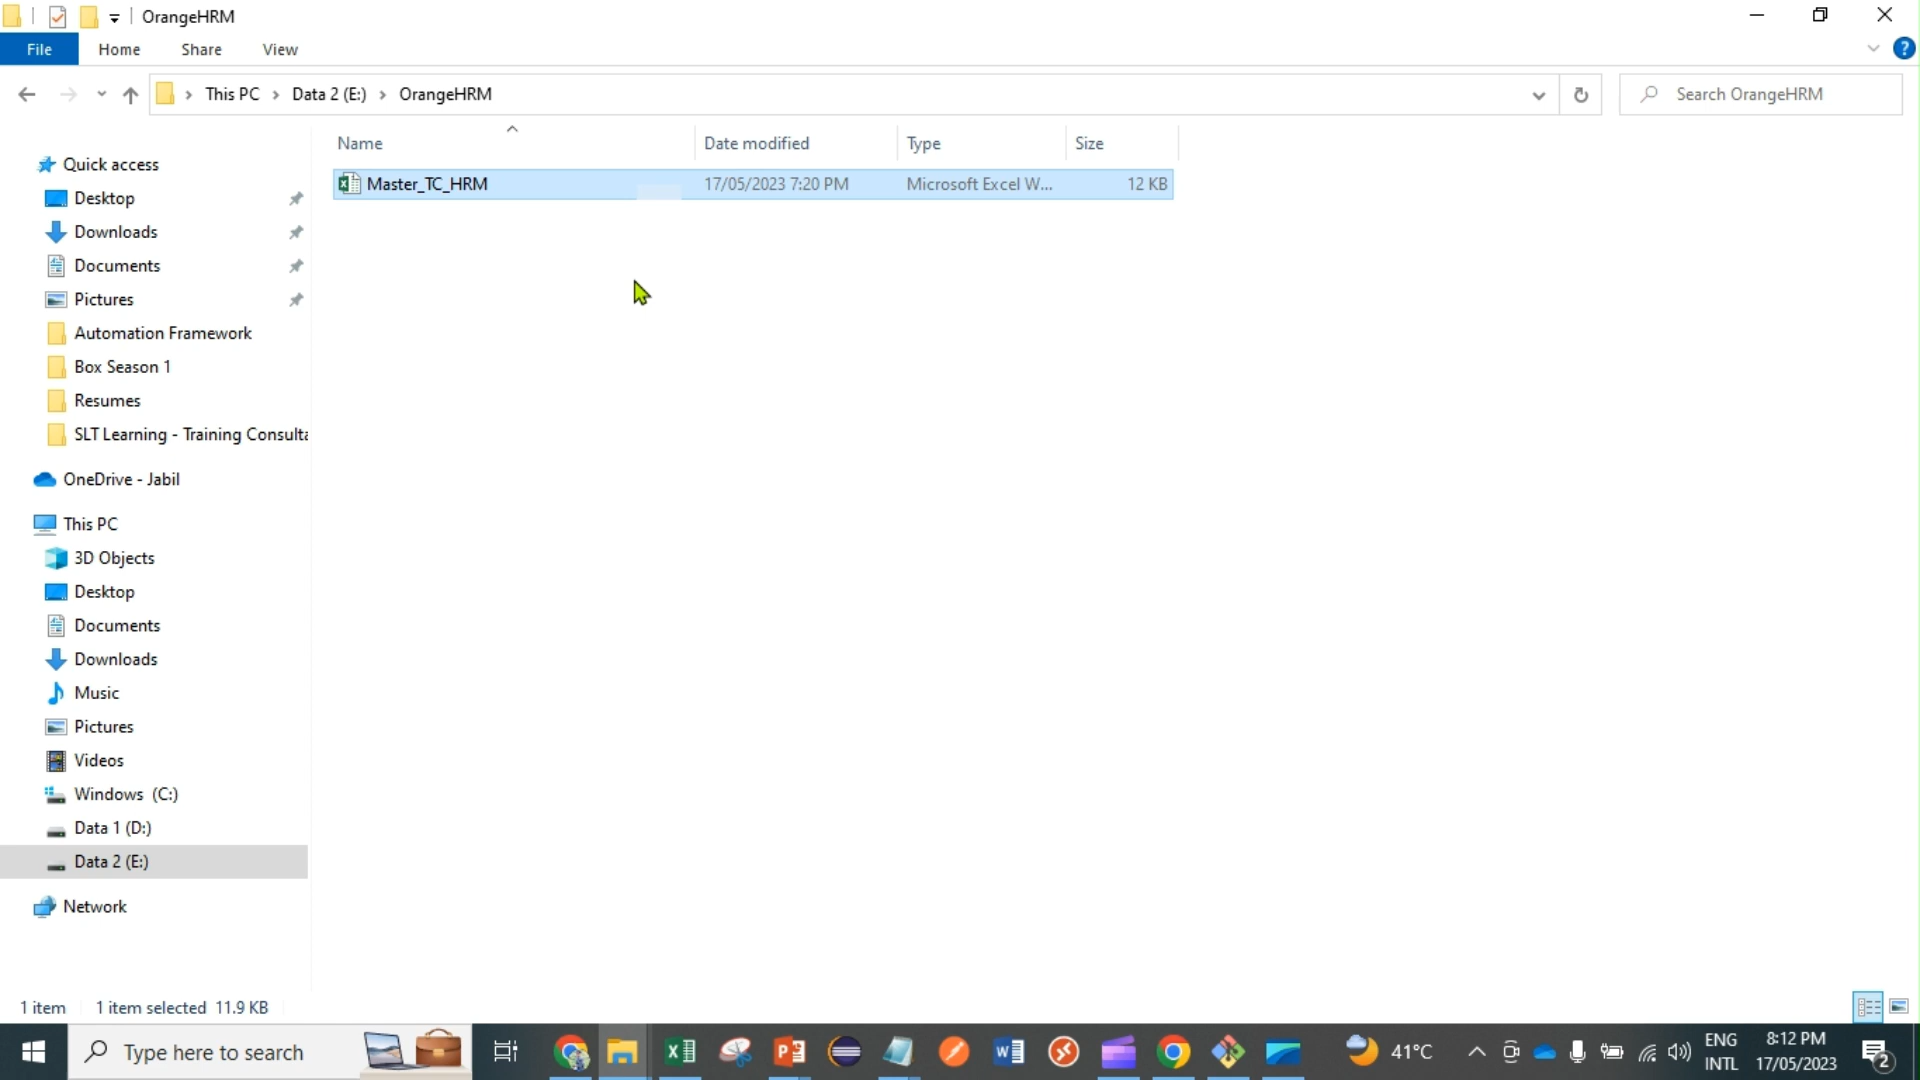 OrangeHRM
File Home Share View
This PC Data 2 (E:) OrangeHRM Search OrangeHRM
Name Date modified Type Size
Master_TC_HRM 17/05/2023 7:20 PM Microsoft Excel W... 12 KB
Quick access
Desktop
Downloads
Documents
Pictures
Automation Framework
Box Season 1
Resumes
SLT Learning - Training Consulta
OneDrive - Jabil
This PC
3D Objects
Desktop
Documents
Downloads
Music
Pictures
Videos
Windows (C:)
Data 1 (D:)
Data 2 (E:)
Network
1 item 1 item selected 11.9 KB
Type here to search 41°C ENG 8:12 PM
INTL 17/05/2023 2